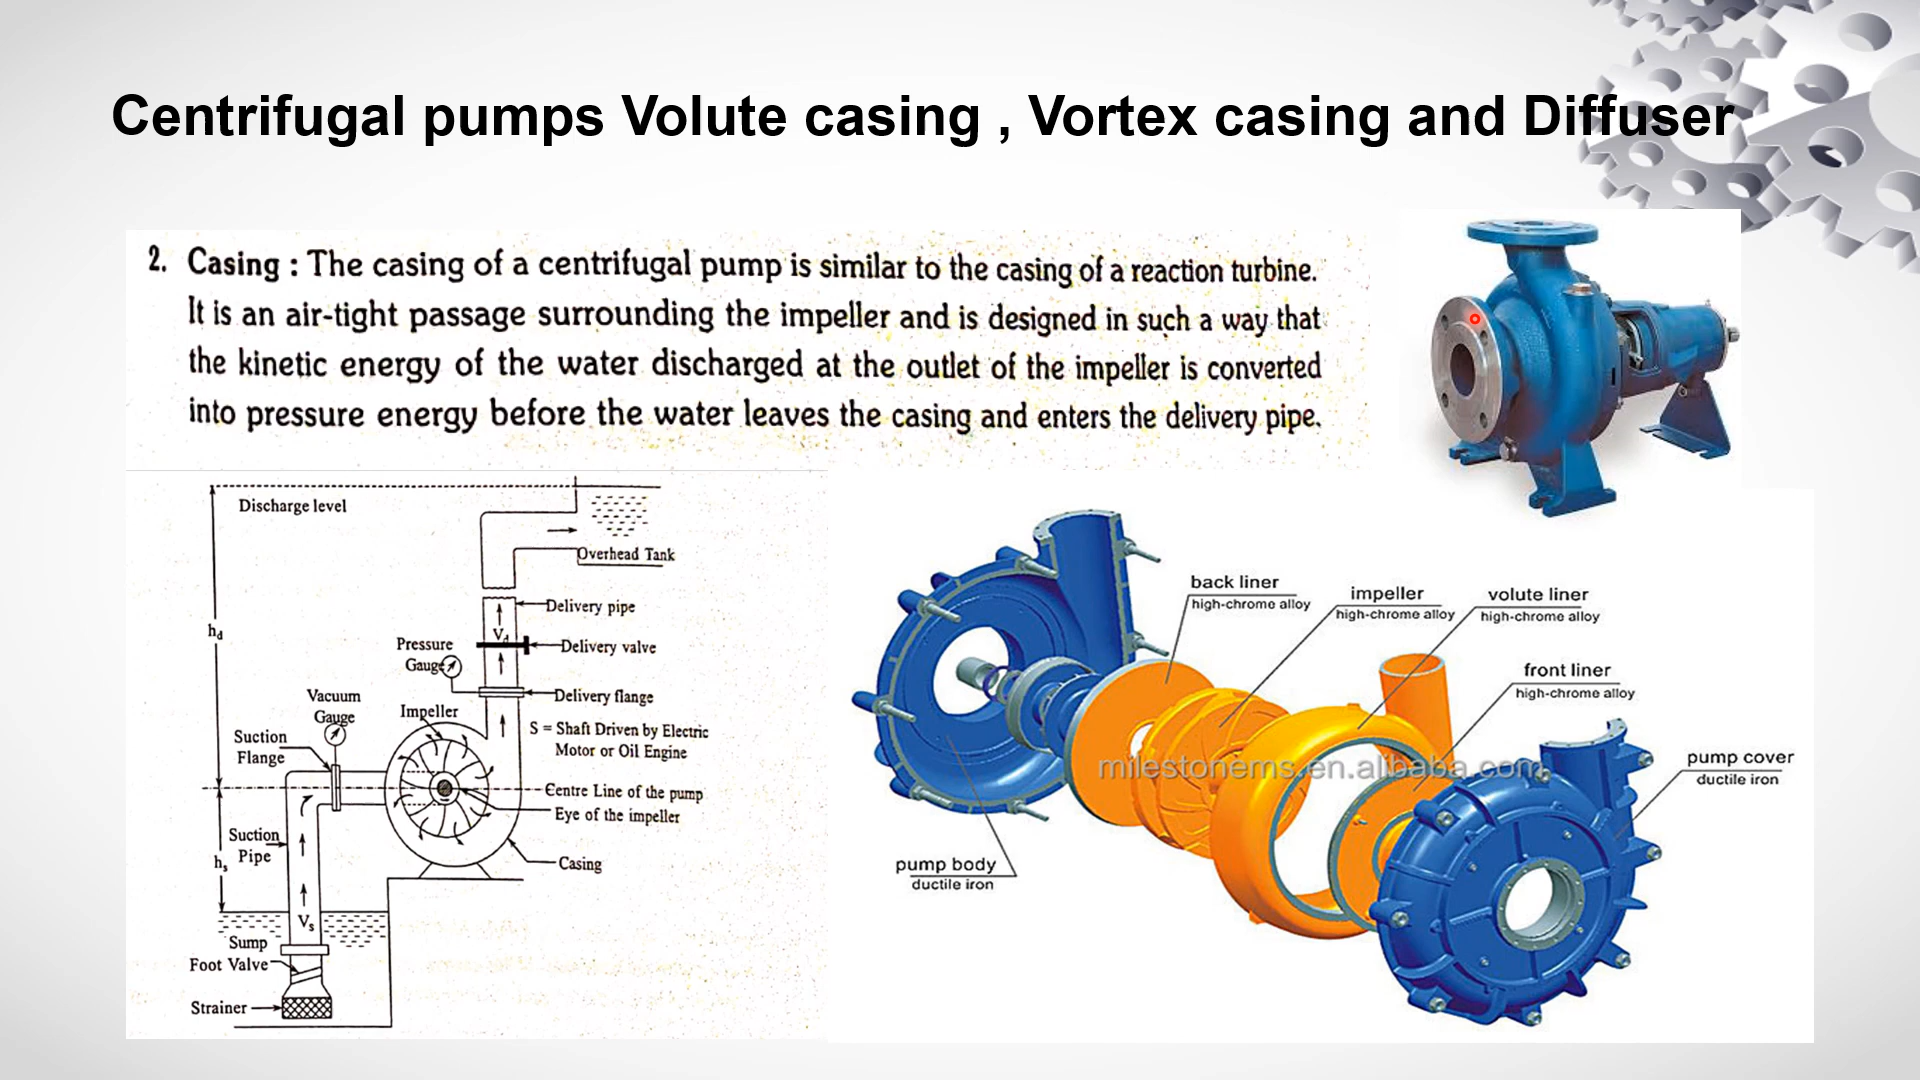 Centrifugal pumps Volute casing , Vortex casing and Diffuser
2. Casing : The casing of a centrifugal pump is similar to the casing of a reaction turbine.
It is an air-tight passage surrounding the impeller and is designed in such a way that
the kinetic energy of the water discharged at the outlet of the impeller is converted
into pressure energy before the water leaves the casing and enters the delivery pipe.
Discharge level
Overhead Tank
Delivery pipe
Vd
Delivery valve
Pressure
Gauge
hd
Delivery flange
Vacuum
Gauge
Impeller
S = Shaft Driven by Electric
Motor or Oil Engine
Suction
Flange
Centre Line of the pump
Eye of the impeller
Suction
Pipe
hs
Casing
Vs
Sump
Foot Valve
Strainer
back liner
high-chrome alloy
impeller
high-chrome alloy
volute liner
high-chrome alloy
front liner
high-chrome alloy
pump cover
ductile iron
pump body
ductile iron
milestonems.en.alibaba.com